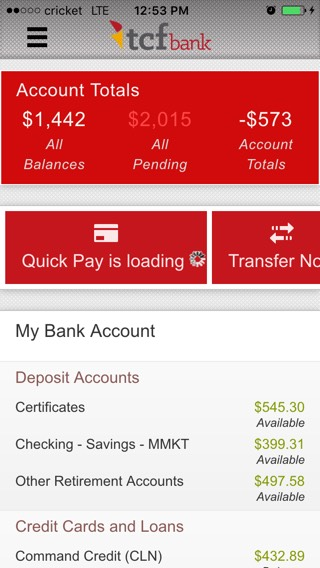 cricket LTE 12:53 PM
tcfbank
Account Totals
$1,442 $2,015 -$573
All Balances All Pending Account Totals
Quick Pay is loading Transfer No
My Bank Account
Deposit Accounts
Certificates $545.30
Available
Checking - Savings - MMKT $399.31
Available
Other Retirement Accounts $497.58
Available
Credit Cards and Loans
Command Credit (CLN) $432.89